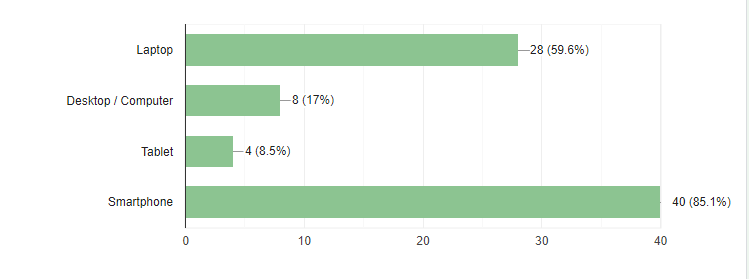 Laptop 28 (59.6%)
Desktop / Computer 8 (17%)
Tablet 4 (8.5%)
Smartphone 40 (85.1%)
0 10 20 30 40